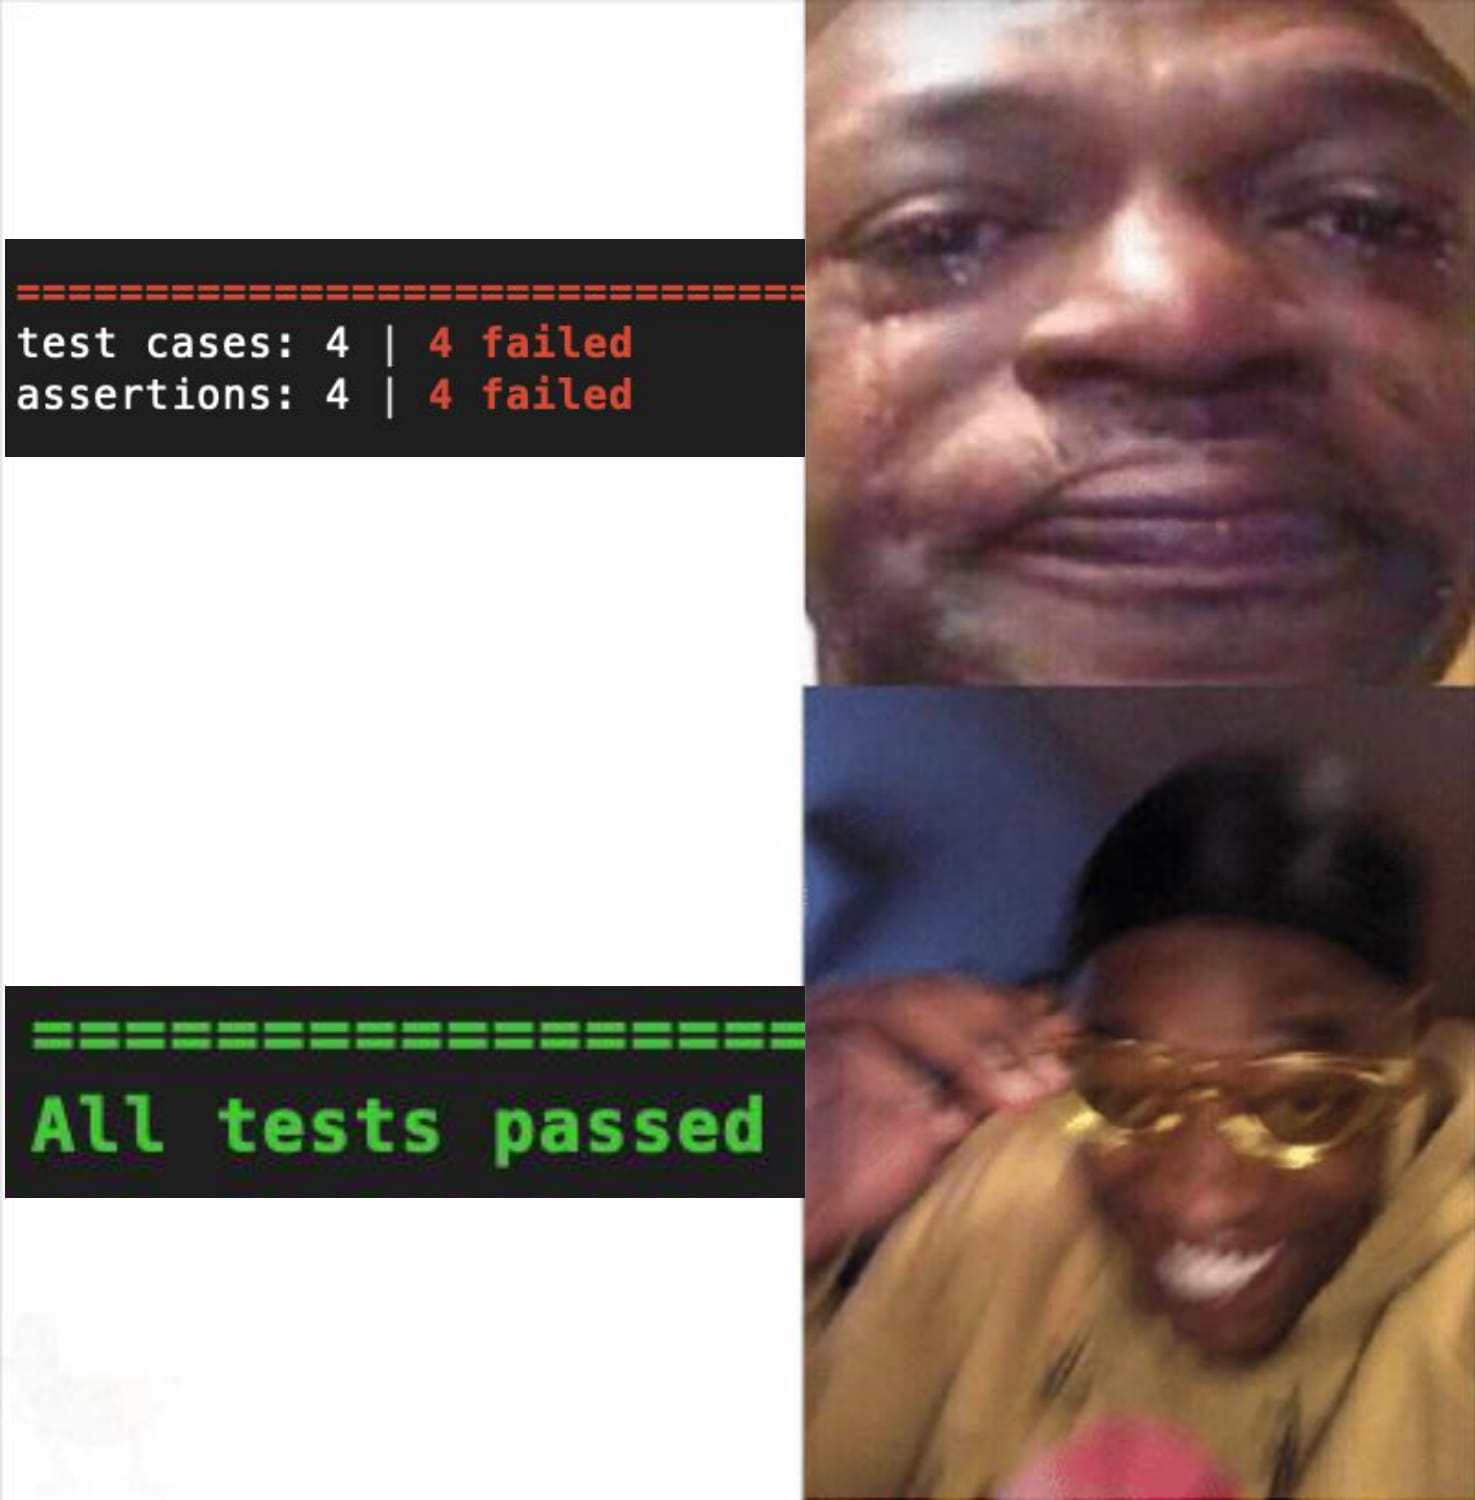 ===============================
test cases: 4 | 4 failed
assertions: 4 | 4 failed
=================
All tests passed